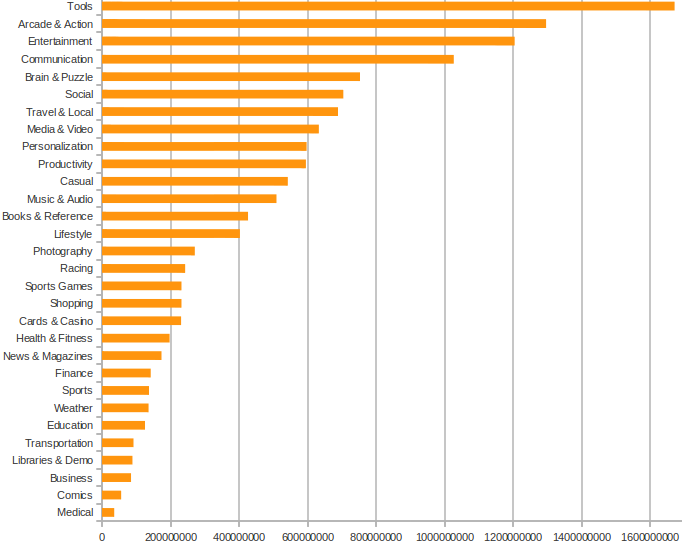 Tools
Arcade & Action
Entertainment
Communication
Brain & Puzzle
Social
Travel & Local
Media & Video
Personalization
Productivity
Casual
Music & Audio
Books & Reference
Lifestyle
Photography
Racing
Sports Games
Shopping
Cards & Casino
Health & Fitness
News & Magazines
Finance
Sports
Weather
Education
Transportation
Libraries & Demo
Business
Comics
Medical
0 200000000 400000000 600000000 800000000 1000000000 1200000000 1400000000 1600000000